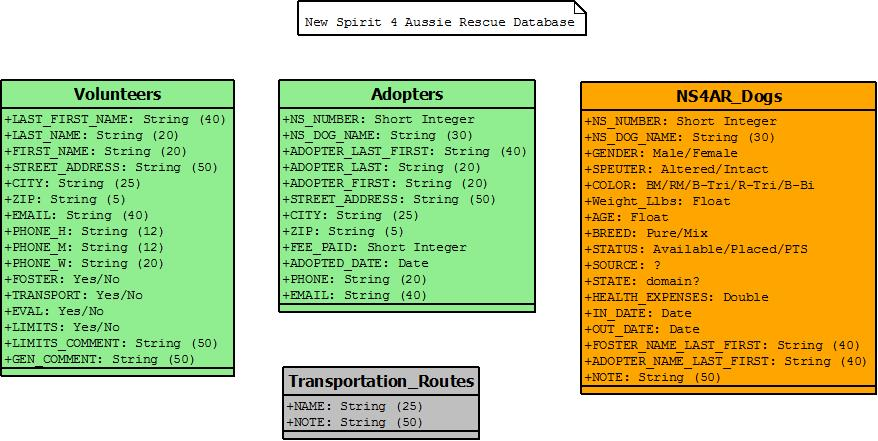 New Spirit 4 Aussie Rescue Database
Volunteers
+LAST_FIRST_NAME: String (40)
+LAST_NAME: String (20)
+FIRST_NAME: String (20)
+STREET_ADDRESS: String (50)
+CITY: String (25)
+ZIP: String (5)
+EMAIL: String (40)
+PHONE_H: String (12)
+PHONE_M: String (12)
+PHONE_W: String (20)
+FOSTER: Yes/No
+TRANSPORT: Yes/No
+EVAL: Yes/No
+LIMITS: Yes/No
+LIMITS_COMMENT: String (50)
+GEN_COMMENT: String (50)
Adopters
+NS_NUMBER: Short Integer
+NS_DOG_NAME: String (30)
+ADOPTER_LAST_FIRST: String (40)
+ADOPTER_LAST: String (20)
+ADOPTER_FIRST: String (20)
+STREET_ADDRESS: String (50)
+CITY: String (25)
+ZIP: String (5)
+FEE_PAID: Short Integer
+ADOPTED_DATE: Date
+PHONE: String (20)
+EMAIL: String (40)
Transportation_Routes
+NAME: String (25)
+NOTE: String (50)
NS4AR_Dogs
+NS_NUMBER: Short Integer
+NS_DOG_NAME: String (30)
+GENDER: Male/Female
+SPEUTER: Altered/Intact
+COLOR: BM/RM/B-Tri/R-Tri/B-Bi
+Weight_Llbs: Float
+AGE: Float
+BREED: Pure/Mix
+STATUS: Available/Placed/PTS
+SOURCE: ?
+STATE: domain?
+HEALTH_EXPENSES: Double
+IN_DATE: Date
+OUT_DATE: Date
+FOSTER_NAME_LAST_FIRST: String (40)
+ADOPTER_NAME_LAST_FIRST: String (40)
+NOTE: String (50)